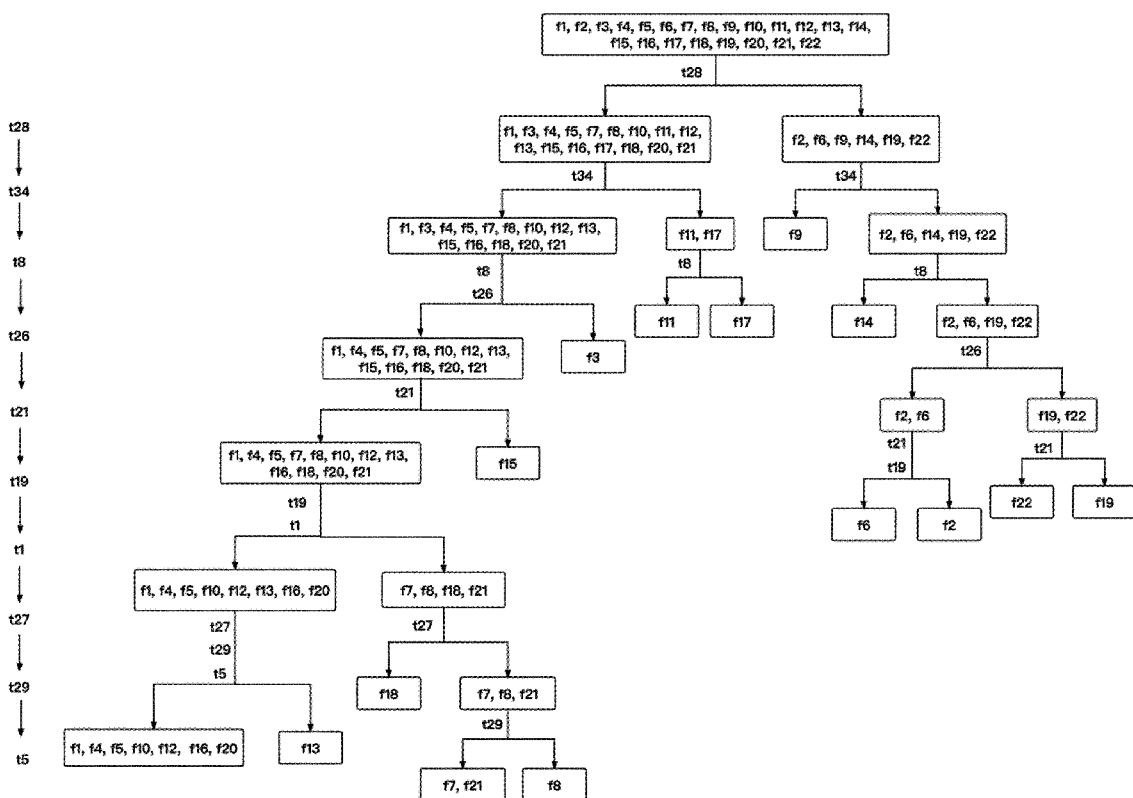 f1, f2, f3, f4, f5, f6, f7, f8, f9, f10, f11, f12, f13, f14,
f15, f16, f17, f18, f19, f20, f21, f22
t28
t28
f1, f3, f4, f5, f7, f8, f10, f11, f12,
f13, f15, f16, f17, f18, f20, f21
f2, f6, f9, f14, f19, f22
t34
t34
t34
f1, f3, f4, f5, f7, f8, f10, f12, f13,
f15, f16, f18, f20, f21
f11, f17
f9
f2, f6, f14, f19, f22
t8
t8
t8
t8
t26
f11
f17
f14
f2, f6, f19, f22
t26
f1, f4, f5, f7, f8, f10, f12, f13,
f15, f16, f18, f20, f21
f3
t26
t21
t21
f2, f6
f19, f22
f1, f4, f5, f7, f8, f10, f12, f13,
f16, f18, f20, f21
f15
t21
t21
t19
t19
t19
t1
f22
f19
f6
f2
t1
f1, f4, f5, f10, f12, f13, f16, f20
f7, f8, f18, f21
t27
t27
t27
t29
t5
t29
f18
f7, f8, f21
t29
t5
f1, f4, f5, f10, f12, f16, f20
f13
f7, f21
f8